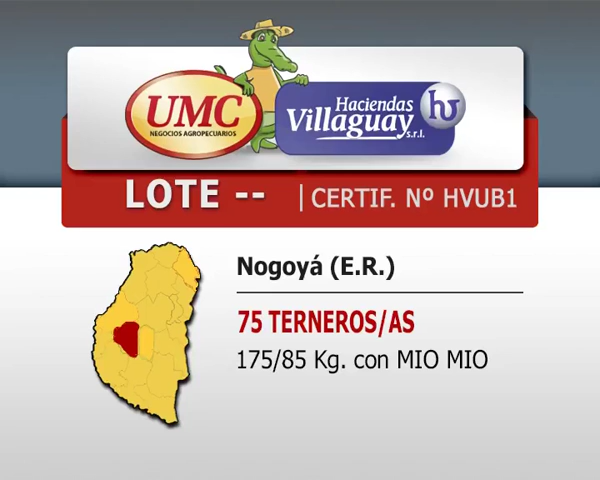 UMC
NEGOCIOS AGROPECUARIOS
Haciendas
Villaguay
s.r.l.
hv
LOTE -- | CERTIF. Nº HVUB1
Nogoyá (E.R.)
75 TERNEROS/AS
175/85 Kg. con MIO MIO